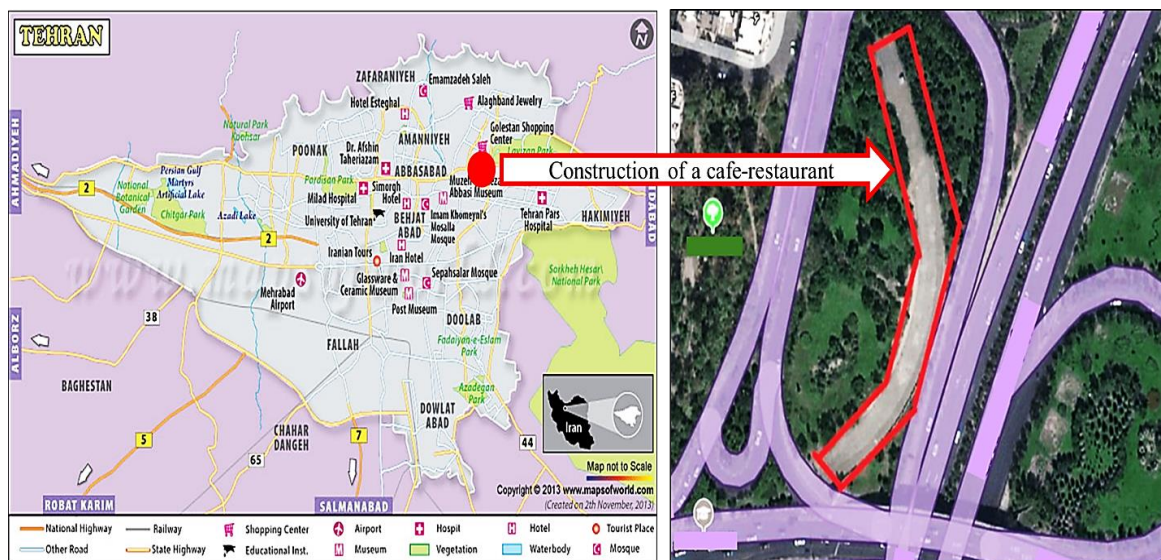 TEHRAN
N
ZAFARANIYEH
Emamzadeh Saleh
Hotel Esteghal
Alaghband Jewelry
Natural Park
Koohsar
AMANNIYEH
Golestan Shopping
Center
Dr. Afshin
Taheriazam
POONAK
Lavizan Park
AHMADIYEH
2
Persian Gulf
Martyrs
Artificial Lake
National
Botanical
Garden
Chitgar Park
Azadi Lake
Pardisan Park
ABBASABAD
Simorgh
Hotel
Milad Hospital
Abbasi Museum
Construction of a cafe-restaurant
University of Tehran
BEHJAT
ABAD
Imam Khomeyni's
Mosalla
Mosque
Tehran Pars
Hospital
HAKIMIYEH
IDABAD
2
Iranian Tours
Iran Hotel
Sepahsalar Mosque
Sorkheh Hesari
National Park
Mehrabad
Airport
Glassware &
Ceramic Museum
Post Museum
DOOLAB
ALBORZ
38
FALLAH
Fadaiyan-e-Eslam
Park
BAGHESTAN
Azadegan
Park
DOWLAT
ABAD
Iran
CHAHAR
DANGEH
5
65
7
44
Map not to Scale
ROBAT KARIM
SALMANABAD
Copyright © 2013 www.mapsofworld.com
(Created on 2nd November, 2013)
National Highway
Railway
Shopping Center
Airport
Hospit
Hotel
Tourist Place
Other Road
State Highway
Educational Inst.
Museum
Vegetation
Waterbody
Mosque